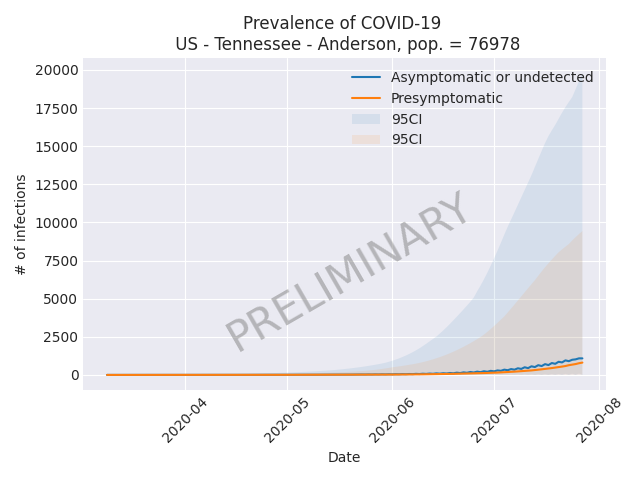 Prevalence of COVID-19
US - Tennessee - Anderson, pop. = 76978
20000
17500
15000
12500
10000
7500
5000
2500
0
# of infections
Asymptomatic or undetected
Presymptomatic
95CI
95CI
PRELIMINARY
2020-04
2020-05
2020-06
2020-07
2020-08
Date